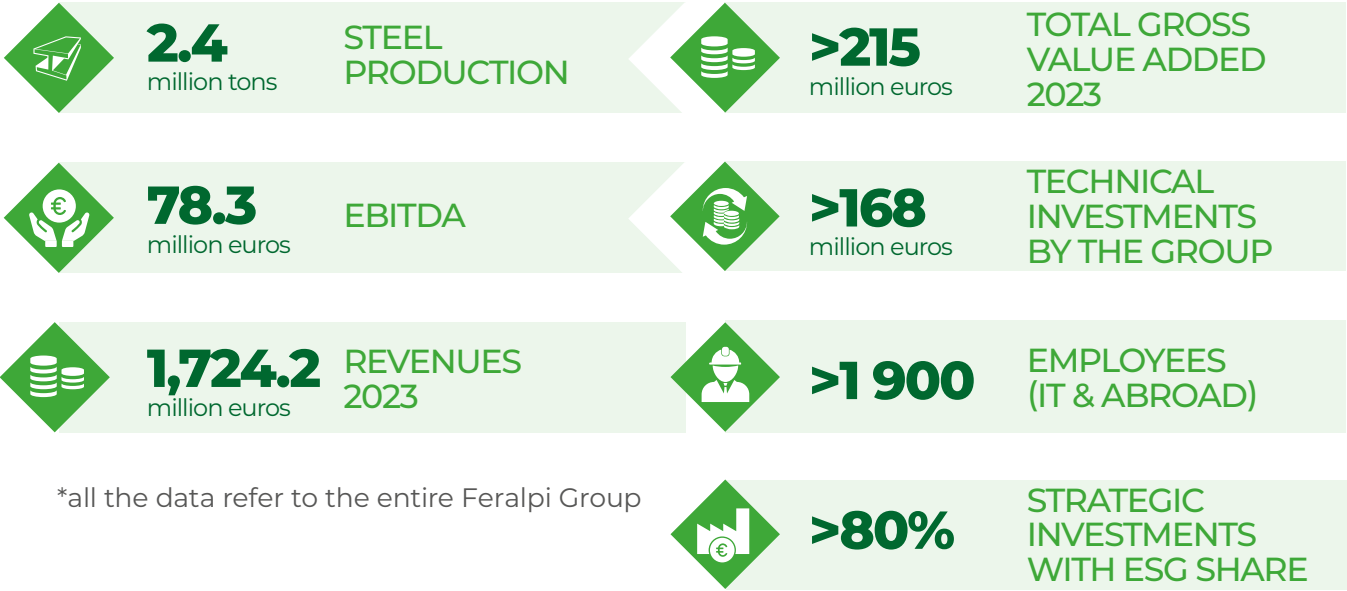 2.4
million tons
STEEL
PRODUCTION
>215
million euros
TOTAL GROSS
VALUE ADDED
2023
€
78.3
million euros
EBITDA
>168
million euros
TECHNICAL
INVESTMENTS
BY THE GROUP
1,724.2
million euros
REVENUES
2023
>1 900
EMPLOYEES
(IT & ABROAD)
*all the data refer to the entire Feralpi Group
€
>80%
STRATEGIC
INVESTMENTS
WITH ESG SHARE